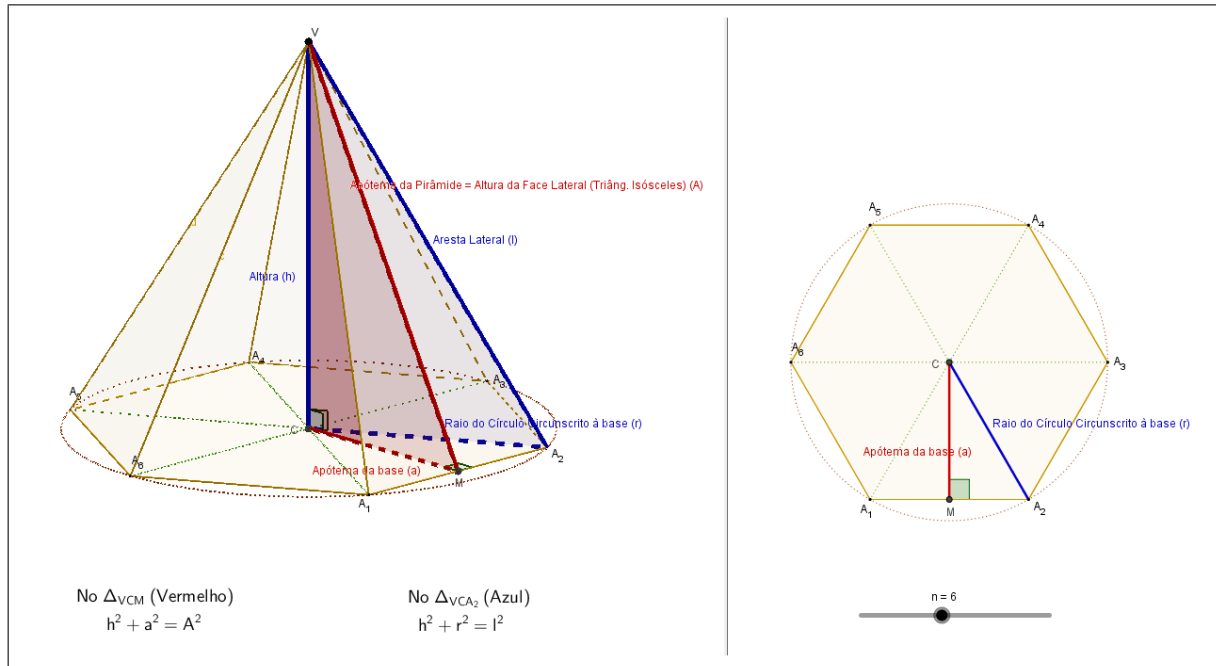 V
Apótema da Pirâmide = Altura da Face Lateral (Triâng. Isósceles) (A)
Aresta Lateral (l)
Altura (h)
A₄
A₃
A₅
C
Raio do Círculo Circunscrito à base (r)
A₂
A₆
Apótema da base (a)
M
A₁
No Δ_VCM (Vermelho)
h² + a² = A²
No Δ_VCA₂ (Azul)
h² + r² = l²
A₅
A₄
A₆
C
A₃
Raio do Círculo Circunscrito à base (r)
Apótema da base (a)
A₁
M
A₂
n = 6